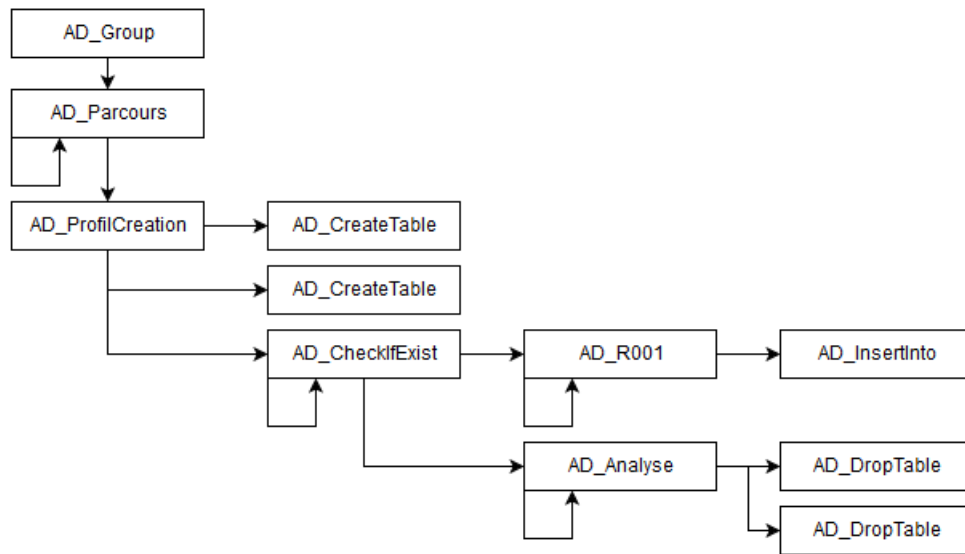 AD_Group
AD_Parcours
AD_ProfilCreation
AD_CreateTable
AD_CreateTable
AD_CheckIfExist
AD_R001
AD_InsertInto
AD_Analyse
AD_DropTable
AD_DropTable